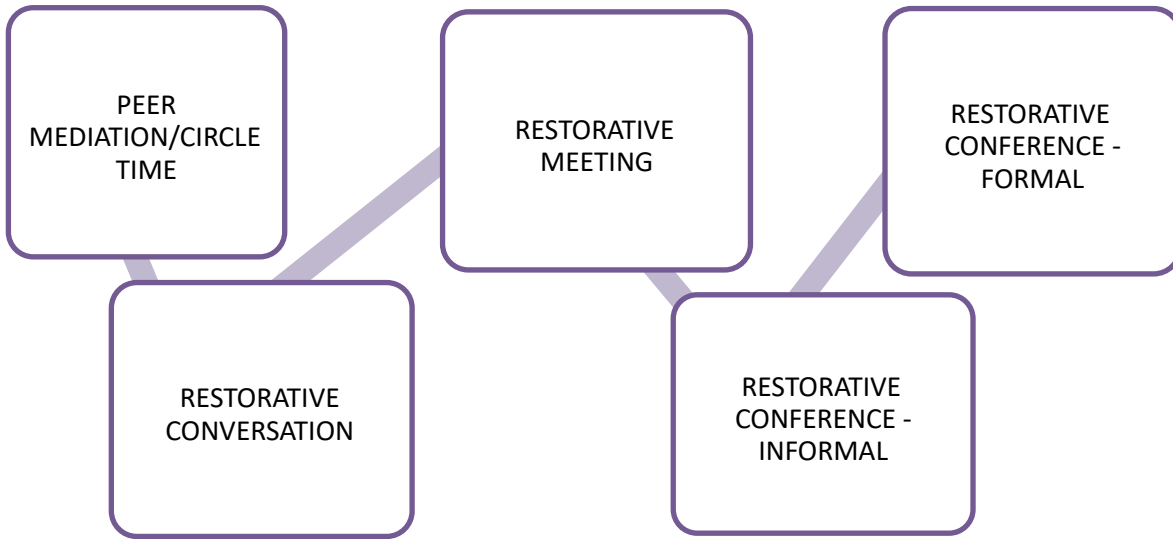 PEER
MEDIATION/CIRCLE
TIME
RESTORATIVE
CONVERSATION
RESTORATIVE
MEETING
RESTORATIVE
CONFERENCE -
INFORMAL
RESTORATIVE
CONFERENCE -
FORMAL